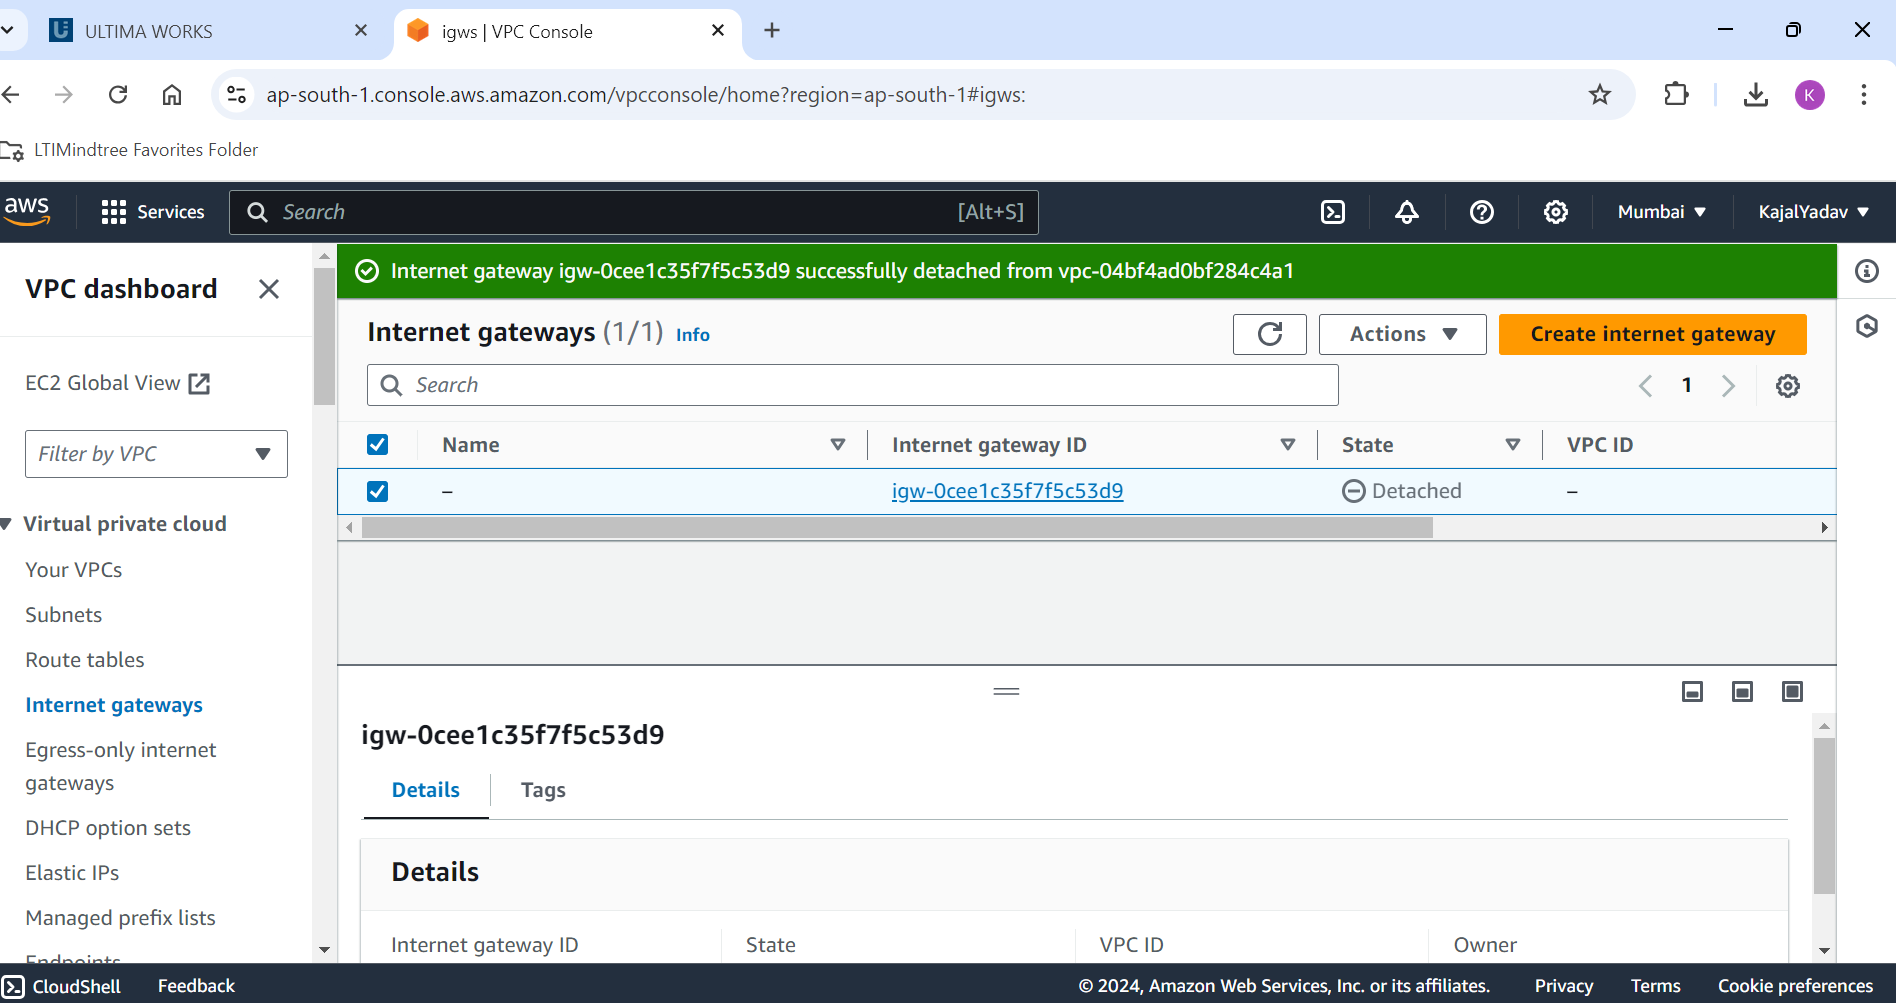 ULTIMA WORKS
igws | VPC Console
ap-south-1.console.aws.amazon.com/vpcconsole/home?region=ap-south-1#igws:
K
LTIMindtree Favorites Folder
aws
Services
Search
[Alt+S]
Mumbai
KajalYadav
VPC dashboard
EC2 Global View
Filter by VPC
Virtual private cloud
Your VPCs
Subnets
Route tables
Internet gateways
Egress-only internet
gateways
DHCP option sets
Elastic IPs
Managed prefix lists
Endpoints
Internet gateway igw-0cee1c35f7f5c53d9 successfully detached from vpc-04bf4ad0bf284c4a1
Internet gateways (1/1) Info
Actions
Create internet gateway
Search
1
Name
Internet gateway ID
State
VPC ID
–
igw-0cee1c35f7f5c53d9
Detached
–
igw-0cee1c35f7f5c53d9
Details
Tags
Details
Internet gateway ID
State
VPC ID
Owner
CloudShell
Feedback
© 2024, Amazon Web Services, Inc. or its affiliates.
Privacy
Terms
Cookie preferences